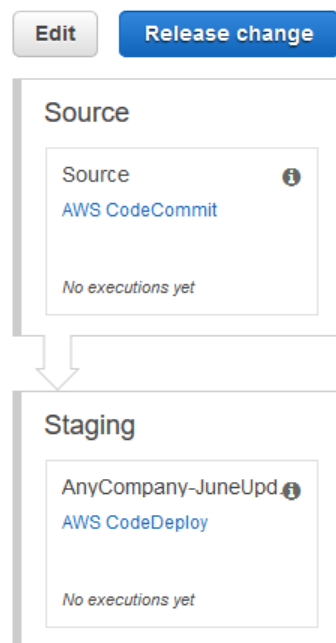 Edit Release change
Source
Source
AWS CodeCommit
No executions yet
Staging
AnyCompany-JuneUpd.
AWS CodeDeploy
No executions yet